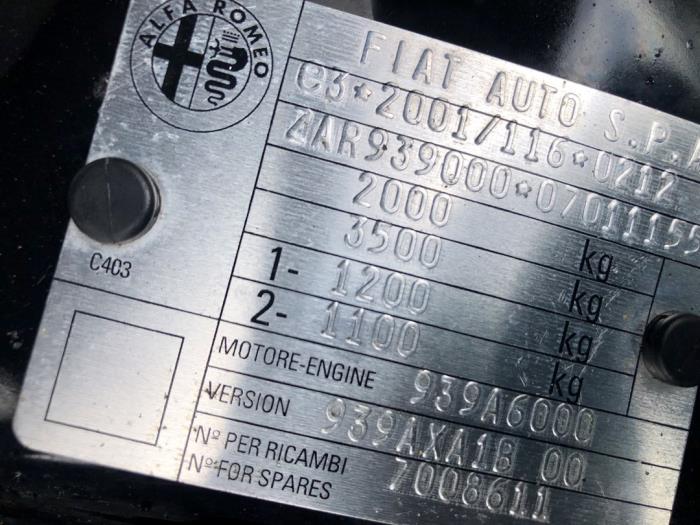 ALFA ROMEO
FIAT AUTO S.P.A
e3*2001/116*0212
ZAR939000*07011155
2000 kg
3500 kg
1- 1200 kg
2- 1100 kg
C403
MOTORE-ENGINE 939A6000
VERSION 939AXA1B 00
Nº PER RICAMBI
Nº FOR SPARES 7008611